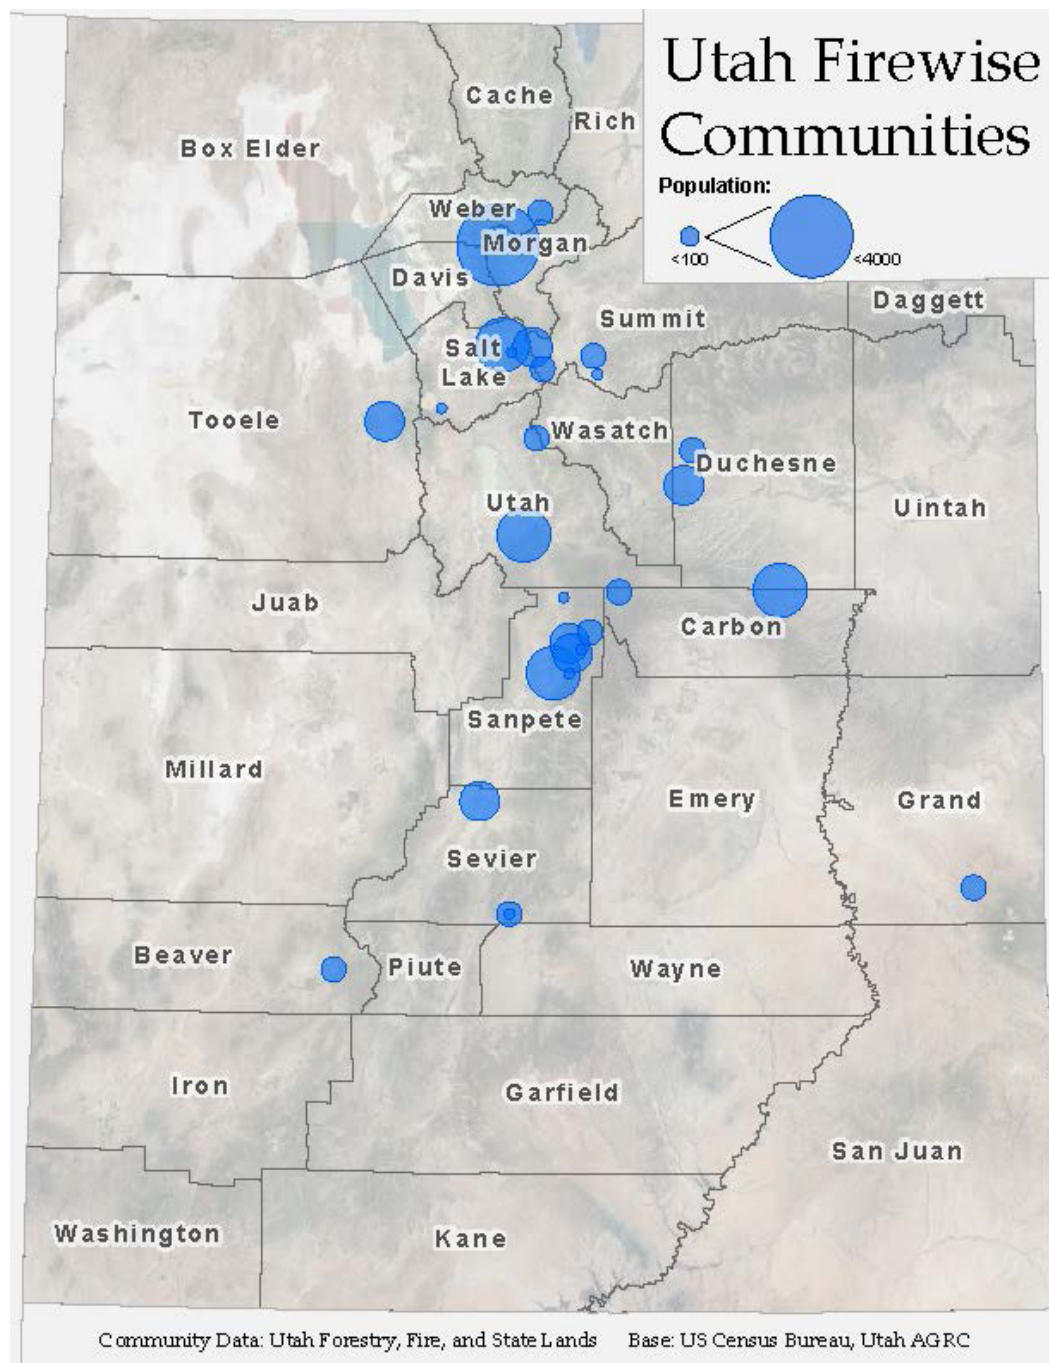 Utah Firewise
Communities
Population:
<100
<4000
Cache
Rich
Box Elder
Weber
Morgan
Davis
Daggett
Summit
Salt
Lake
Tooele
Wasatch
Duchesne
Utah
Uintah
Juab
Carbon
Sanpete
Millard
Emery
Grand
Sevier
Beaver
Piute
Wayne
Iron
Garfield
San Juan
Washington
Kane
Community Data: Utah Forestry, Fire, and State Lands Base: US Census Bureau, Utah AGRC